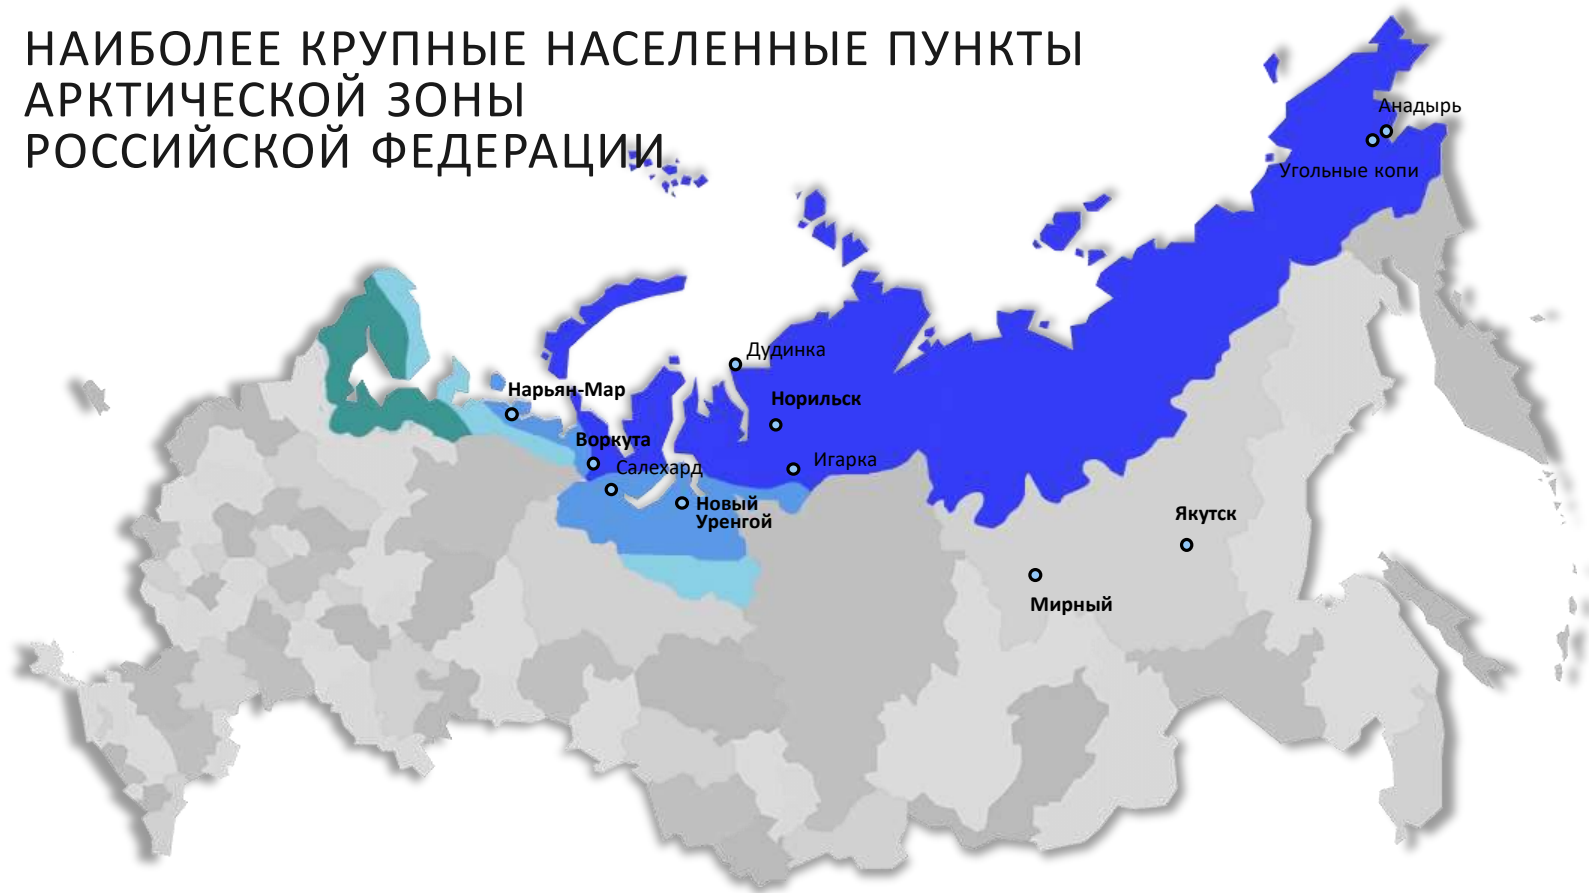 НАИБОЛЕЕ КРУПНЫЕ НАСЕЛЕННЫЕ ПУНКТЫ
АРКТИЧЕСКОЙ ЗОНЫ
РОССИЙСКОЙ ФЕДЕРАЦИИ
Анадырь
Угольные копи
Дудинка
Нарьян-Мар
Норильск
Воркута
Салехард
Игарка
Новый
Уренгой
Якутск
Мирный